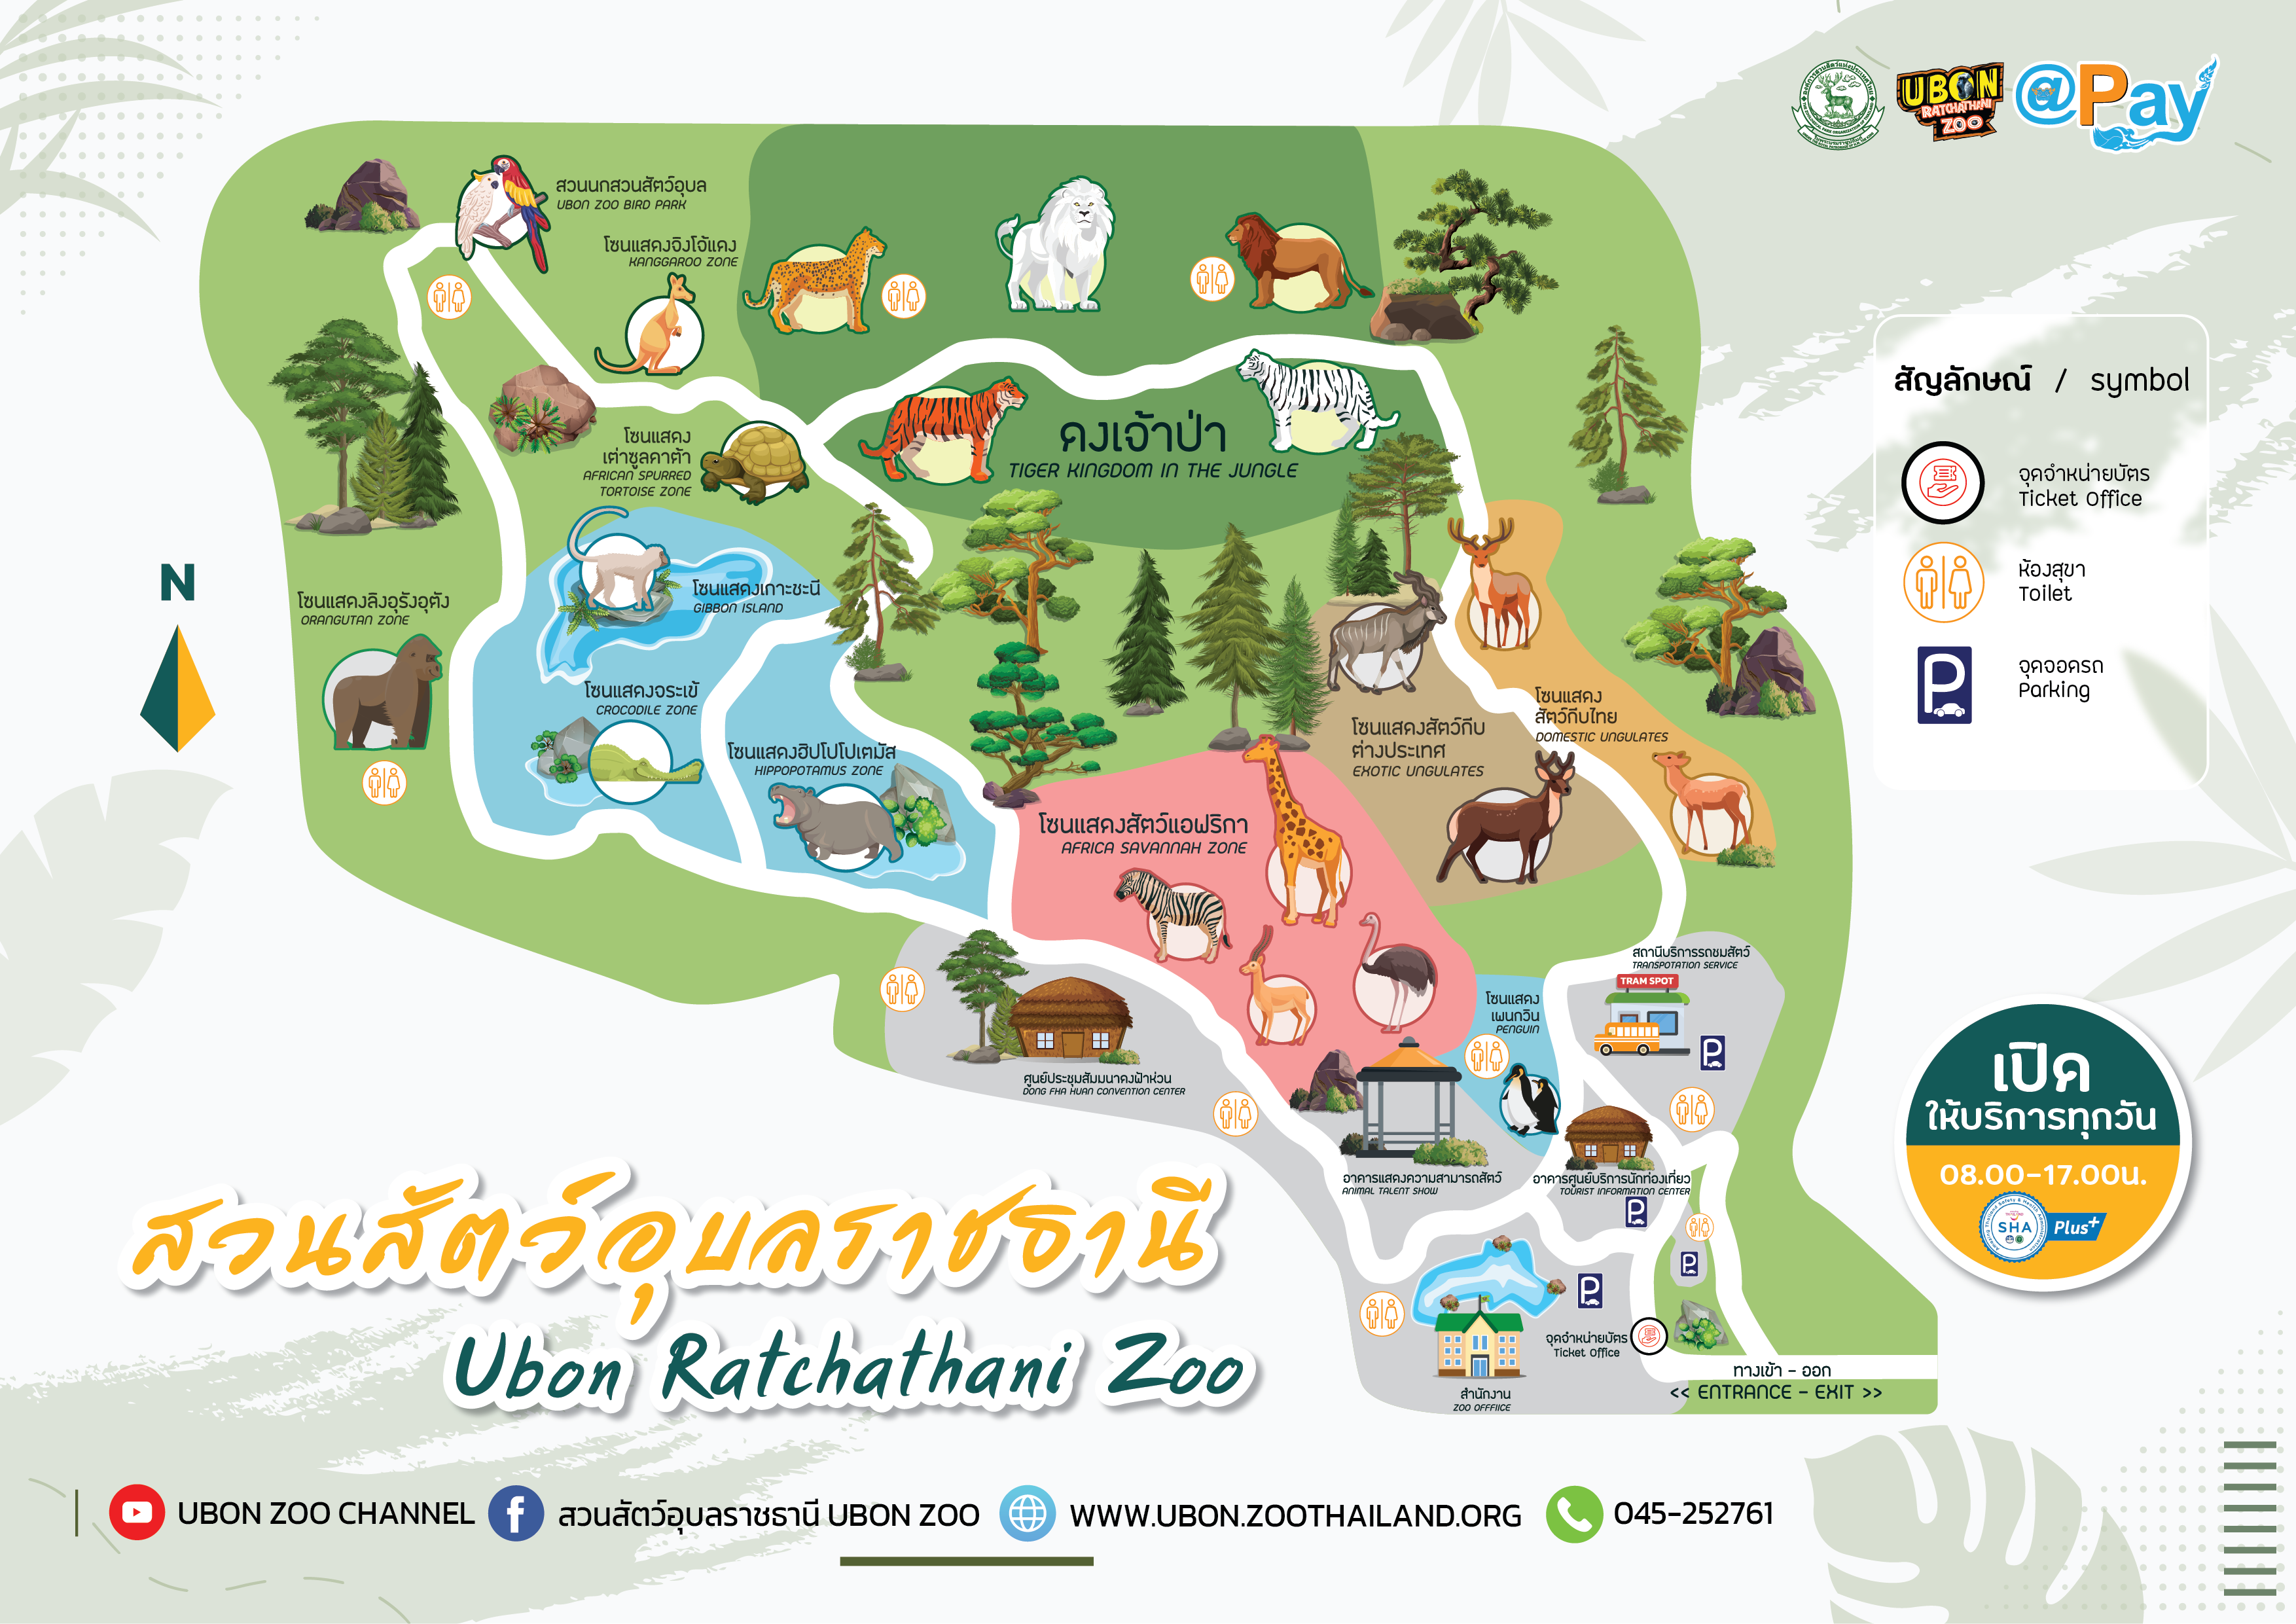 UBON
RATCHATHANI
ZOO
@Pay
สวนนกสวนสัตว์อุบล
UBON ZOO BIRD PARK
โซนแสดงจิงโจ้แดง
KANGGAROO ZONE
โซนแสดง
เต่าซูลคาต้า
AFRICAN SPURRED
TORTOISE ZONE
ดงเจ้าป่า
TIGER KINGDOM IN THE JUNGLE
สัญลักษณ์ / symbol
จุดจำหน่ายบัตร
Ticket Office
ห้องสุขา
Toilet
P
จุดจอดรถ
Parking
N
โซนแสดงลิงอุรังอุตัง
ORANGUTAN ZONE
โซนแสดงเกาะชะนี
GIBBON ISLAND
โซนแสดงจระเข้
CROCODILE ZONE
โซนแสดงฮิปโปโปเตมัส
HIPPOPOTAMUS ZONE
โซนแสดงสัตว์แอฟริกา
AFRICA SAVANNAH ZONE
โซนแสดงสัตว์กีบ
ต่างประเทศ
EXOTIC UNGULATES
โซนแสดง
สัตว์กีบไทย
DOMESTIC UNGULATES
สถานีบริการรถชมสัตว์
TRANSPOTATION SERVICE
TRAM SPOT
P
โซนแสดง
เพนกวิน
PENGUIN
ศูนย์ประชุมสัมมนาดงฟ้าห่วน
DONG FHA HUAN CONVENTION CENTER
อาคารแสดงความสามารถสัตว์
ANIMAL TALENT SHOW
อาคารศูนย์บริการนักท่องเที่ยว
TOURIST INFORMATION CENTER
P
P
P
จุดจำหน่ายบัตร
Ticket Office
สำนักงาน
ZOO OFFFIICE
ทางเข้า - ออก
<< ENTRANCE - EXIT >>
เปิด
ให้บริการทุกวัน
08.00-17.00น.
SHA Plus+
สวนสัตว์อุบลราชธานี
Ubon Ratchathani Zoo
UBON ZOO CHANNEL
สวนสัตว์อุบลราชธานี UBON ZOO
WWW.UBON.ZOOTHAILAND.ORG
045-252761